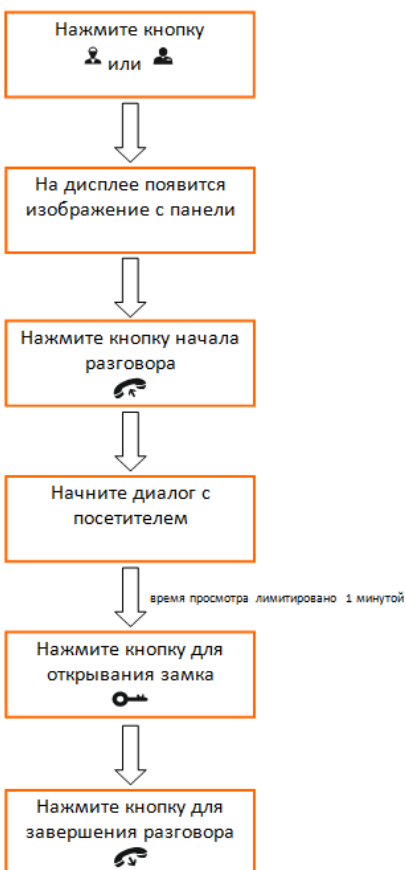 Нажмите кнопку
или
На дисплее появится
изображение с панели
Нажмите кнопку начала
разговора
Начните диалог с
посетителем
время просмотра лимитировано 1 минутой
Нажмите кнопку для
открывания замка
Нажмите кнопку для
завершения разговора